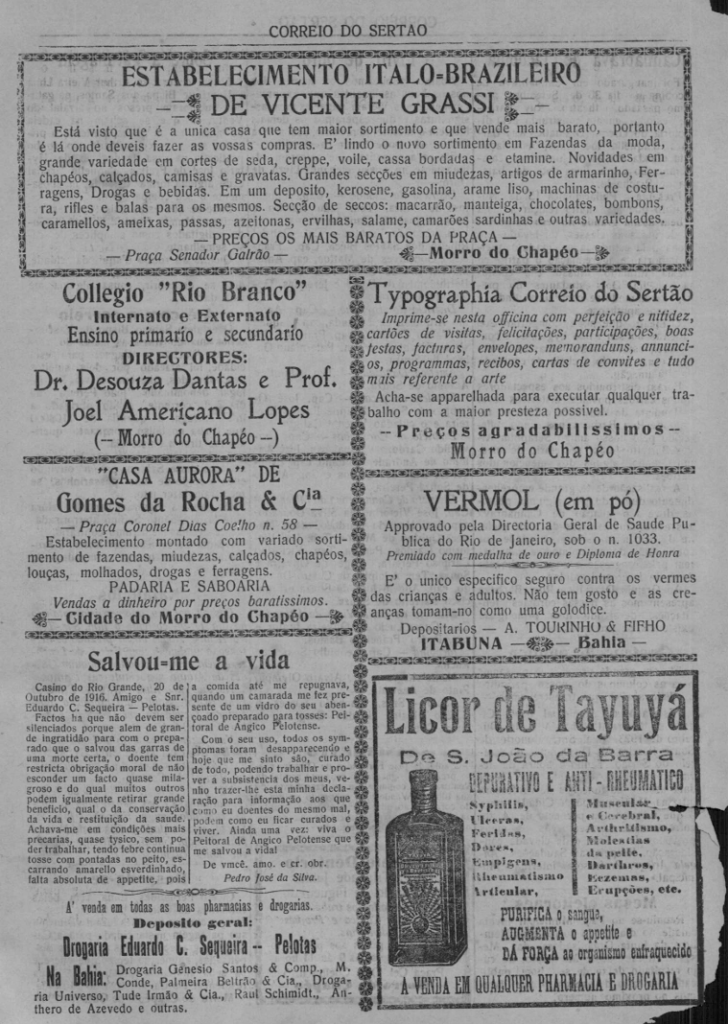 CORREIO DO SERTAO
ESTABELECIMENTO ITALO-BRAZILEIRO
DE VICENTE GRASSI
Está visto que é a unica casa que tem maior sortimento e que vende mais barato, portanto
é lá onde deveis fazer as vossas compras. E' lindo o novo sortimento em Fazendas da moda,
grande variedade em cortes de seda, creppe, voile, cassa bordadas e etamine. Novidades em
chapéos, calçados, camisas e gravatas. Grandes secções em miudezas, artigos de armarinho, Fer-
ragens, Drogas e bebidas. Em um deposito, kerosene, gasolina, arame liso, machinas de costu-
ra, rifles e balas para os mesmos. Secção de seccos: macarrão, manteiga, chocolates, bombons,
caramellos, ameixas, passas, azeitonas, ervilhas, salame, camarões sardinhas e outras variedades.
— PREÇOS OS MAIS BARATOS DA PRAÇA —
— Praça Senador Galrão — —Morro do Chapéo—
Collegio "Rio Branco"
Internato e Externato
Ensino primario e secundario
DIRECTORES:
Dr. Desouza Dantas e Prof.
Joel Americano Lopes
(— Morro do Chapéo —)
"CASA AURORA" DE
Gomes da Rocha & Cia
— Praça Coronel Dias Coelho n. 58 —
Estabelecimento montado com variado sorti-
mento de fazendas, miudezas, calçados, chapéos,
louças, molhados, drogas e ferragens.
PADARIA E SABOARIA
Vendas a dinheiro por preços baratissimos.
— Cidade do Morro do Chapéo —
Salvou-me a vida
Casino do Rio Grande, 20 de
Outubro de 1916. Amigo e Snr.
Eduardo C. Sequeira — Pelotas.
Factos ha que não devem ser
silenciados porque alem de gran-
de ingratidão para com o prepa-
rado que o salvou das garras de
uma morte certa, o doente tem
restricta obrigação moral de não
esconder um facto quase mila-
groso e do qual muitos outros
podem igualmente retirar grande
beneficio, qual o da conservação
da vida e restituição da saude.
Achava-me em condições mais
precarias, quase tysico, sem po-
der trabalhar, tendo febre continua
tosse com pontadas no peito, es-
carrando amarello esverdinhado,
falta absoluta de appetite, pois
a comida até me repugnava,
quando um camarada me fez pre-
sente de um vidro do seu aben-
çoado preparado para tosses: Pei-
toral de Angico Pelotense.
Com o seu uso, todos os sym-
ptomas foram desapparecendo e
hoje que me sinto são, curado
de todo, podendo trabalhar e pro-
ver a subsistencia dos meus, ve-
nho trazer-lhe esta minha decla-
ração para informação aos que
como eu doentes do mesmo mal,
podem como eu ficar curados e
viver. Ainda uma vez: viva o
Peitoral de Angico Pelotense que
me salvou a vida!
De vmcê. amo. e cr. obr.
Pedro José da Silva.
A' venda em todas as boas pharmacias e drogarias.
Deposito geral:
Drogaria Eduardo C. Sequeira -- Pelotas
Na Bahia: Drogaria Génesio Santos & Comp., M.
Conde, Palmeira Beltrão & Cia., Droga-
ria Universo, Tude Irmão & Cia., Raul Schimidt., An-
thero de Azevedo e outras.
Typographia Correio do Sertão
Imprime-se nesta officina com perfeição e nitidez,
cartões de visitas, felicitações, participações, boas
festas, facturas, envelopes, memoranduns, annunci-
os, programmas, recibos, cartas de convites e tudo
mais referente a arte
Acha-se apparelhada para executar qualquer tra-
balho com a maior presteza possivel.
— Preços agradabilissimos —
Morro do Chapéo
VERMOL (em pó)
Approvado pela Directoria Geral de Saude Pu-
blica do Rio de Janeiro, sob o n. 1033.
Premiado com medalha de ouro e Diploma de Honra
E' o unico especifico seguro contra os vermes
das crianças e adultos. Não tem gosto e as cre-
anças tomam-no como uma golodice.
Depositarios — A. TOURINHO & FIFHO
ITABUNA — — Bahia —
Licor de Tayuyá
De S. João da Barra
DEPURATIVO E ANTI-RHEUMATICO
Syphilis,
Ulceras,
Feridas,
Dores,
Empigens,
Rheumatismo
Articular,
Muscular
e Cerebral,
Arthritismo,
Molestias
da pelle,
Darthros,
Eczemas,
Erupções, etc.
PURIFICA o sangue,
AUGMENTA o appetite e
DÁ FORÇA ao organismo enfraquecido
A VENDA EM QUALQUER PHARMACIA E DROGARIA